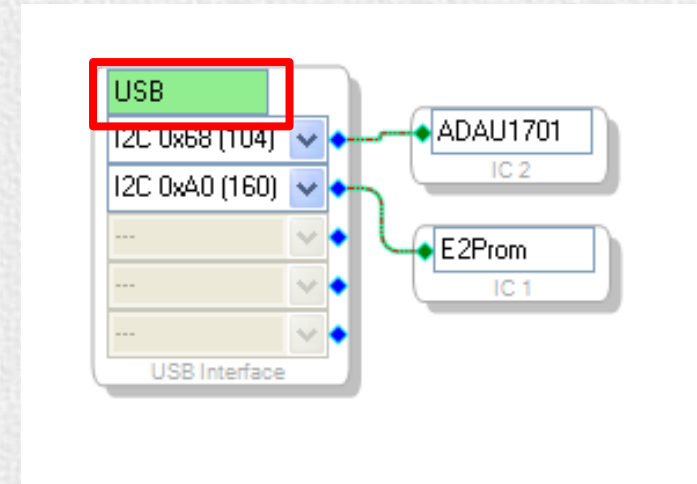 USB
I2C 0x68 (104)
I2C 0xA0 (160)
---
---
---
USB Interface
ADAU1701
IC 2
E2Prom
IC 1